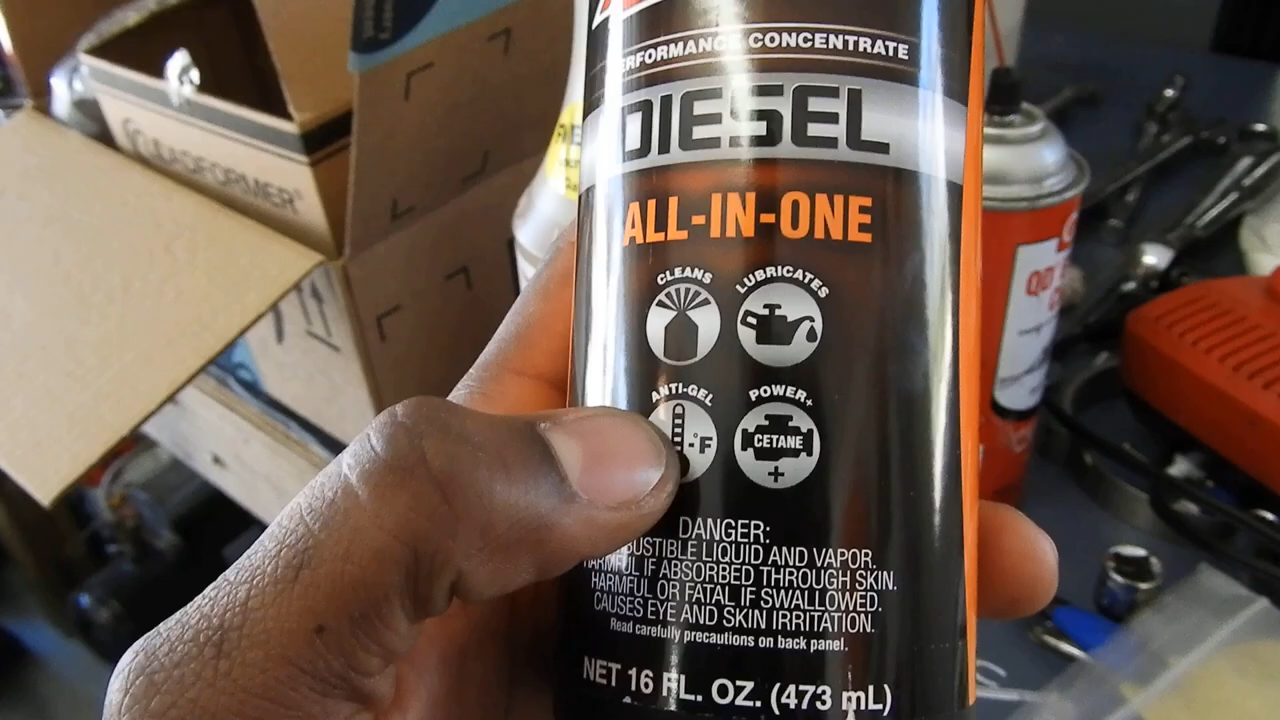 PERFORMANCE CONCENTRATE
DIESEL
ALL-IN-ONE
CLEANS
LUBRICATES
ANTI-GEL
POWER+
-°F
CETANE
+
DANGER:
COMBUSTIBLE LIQUID AND VAPOR.
HARMFUL IF ABSORBED THROUGH SKIN.
HARMFUL OR FATAL IF SWALLOWED.
CAUSES EYE AND SKIN IRRITATION.
Read carefully precautions on back panel.
NET 16 FL. OZ. (473 mL)
LEADFORMER®